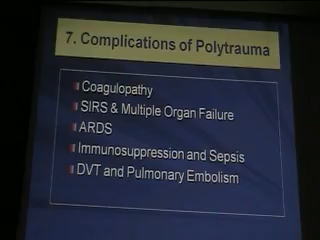 7. Complications of Polytrauma
Coagulopathy
SIRS & Multiple Organ Failure
ARDS
Immunosuppression and Sepsis
DVT and Pulmonary Embolism